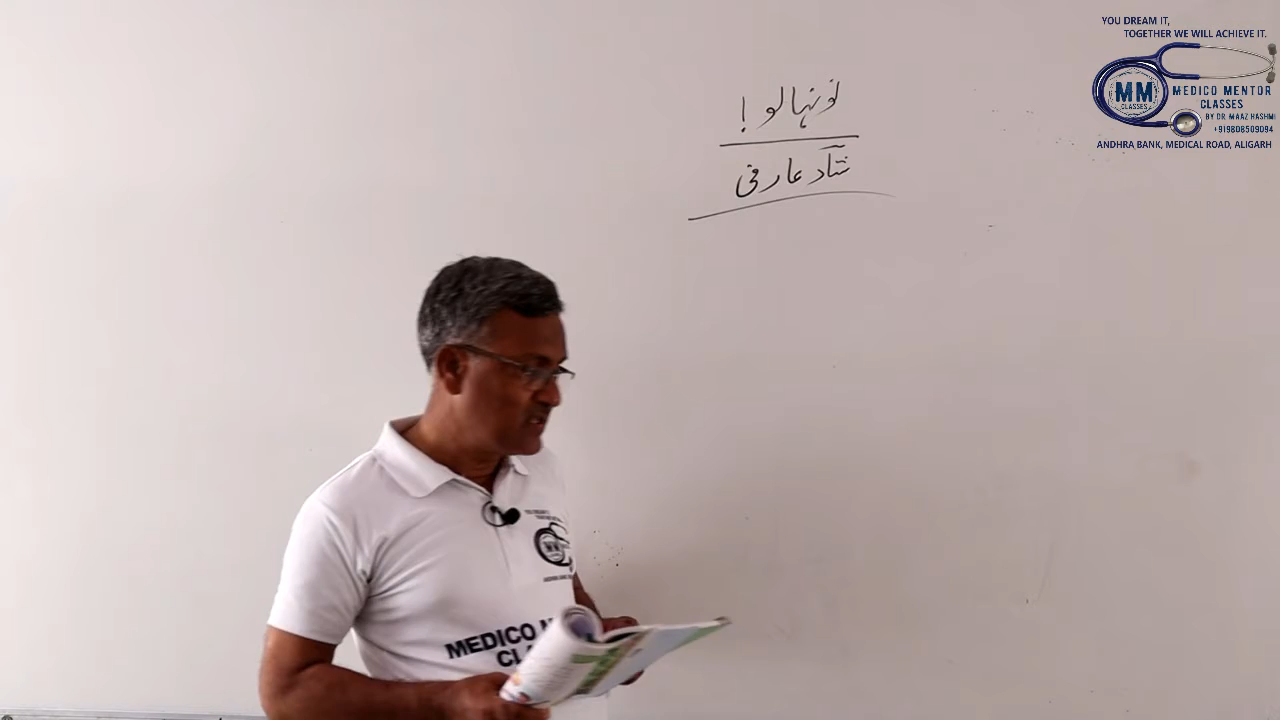 YOU DREAM IT,
TOGETHER WE WILL ACHIEVE IT.
MM
CLASSES
MEDICO MENTOR
CLASSES
BY DR. MAAZ HASHMI
+919808509094
ANDHRA BANK, MEDICAL ROAD, ALIGARH
نونہالو!
شاد عارفی
MM
MEDICO